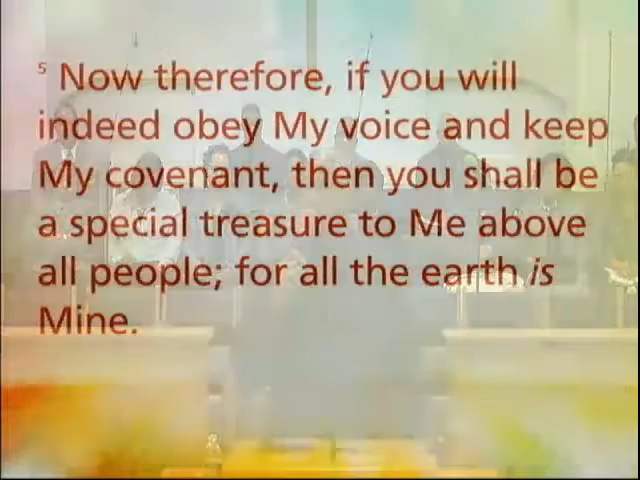 5 Now therefore, if you will
indeed obey My voice and keep
My covenant, then you shall be
a special treasure to Me above
all people; for all the earth is
Mine.